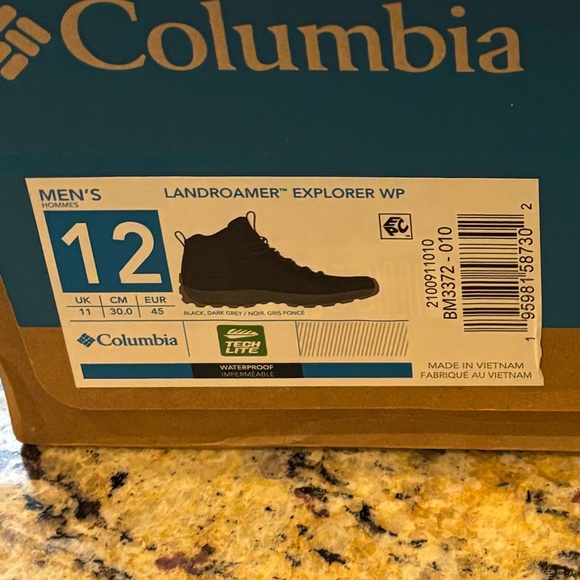 Columbia
MEN'S
HOMMES
LANDROAMER™ EXPLORER WP
12
UK CM EUR
11 30.0 45
BLACK, DARK GREY / NOIR, GRIS FONCÉ
2100911010
BM3372 - 010
1 95981 58730 2
Columbia
TECH
LITE
WATERPROOF
IMPERMÉABLE
MADE IN VIETNAM
FABRIQUÉ AU VIETNAM